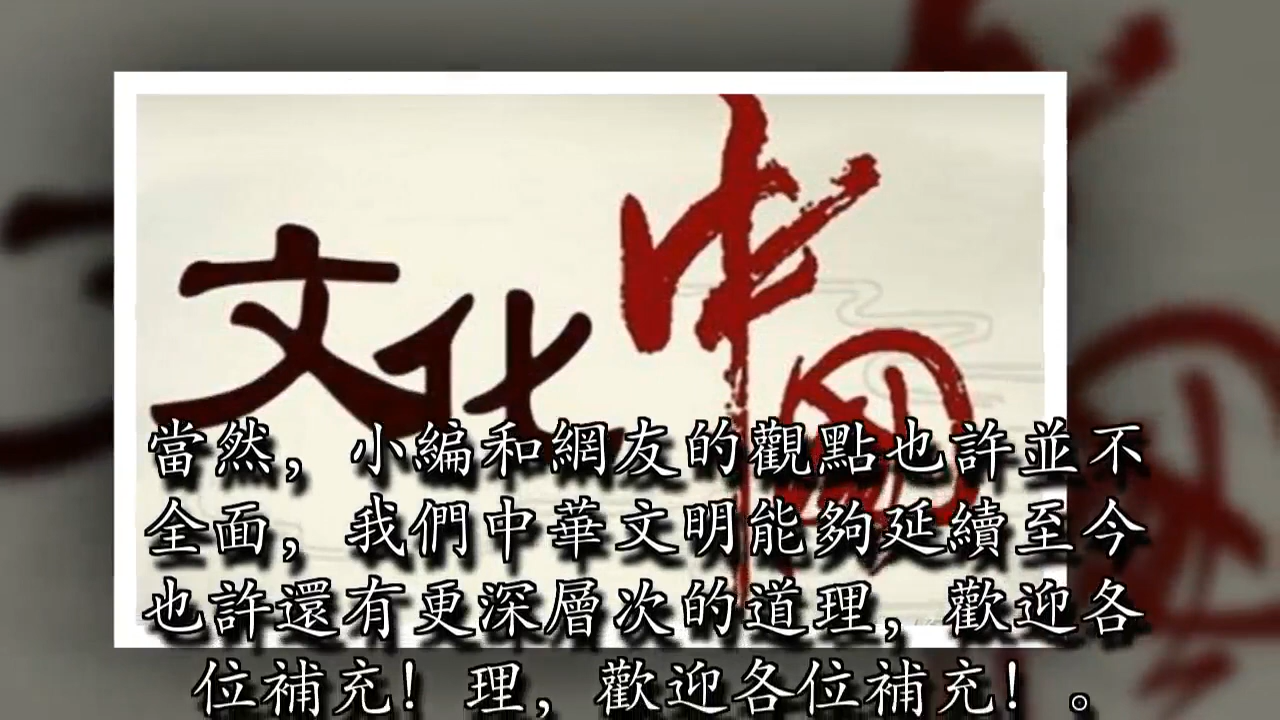 文化中国
當然，小編和網友的觀點也許並不
全面，我們中華文明能夠延續至今
也許還有更深層次的道理，歡迎各
位補充！理，歡迎各位補充！。